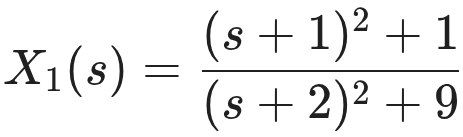 $X_1(s) = \frac{(s+1)^2+1}{(s+2)^2+9}$